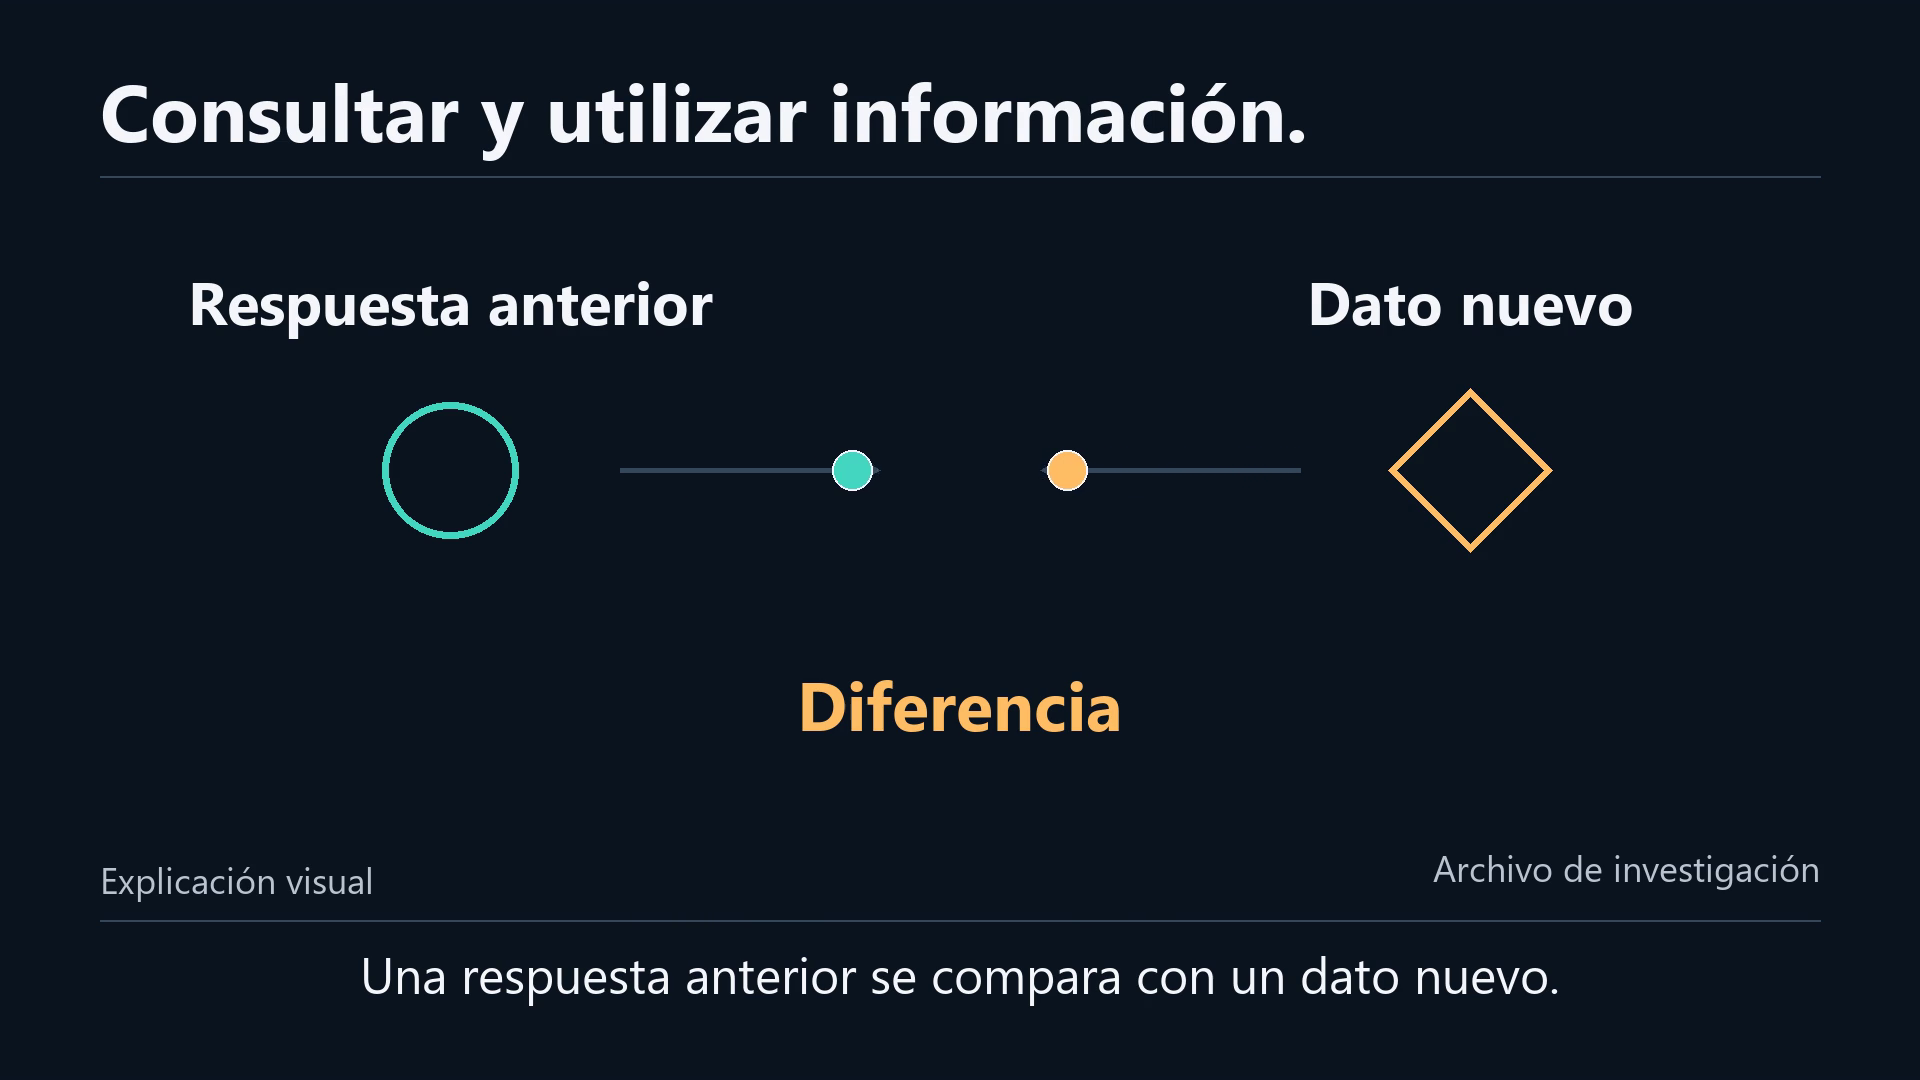 Consultar y utilizar información.
Respuesta anterior
Dato nuevo
Diferencia
Explicación visual
Archivo de investigación
Una respuesta anterior se compara con un dato nuevo.